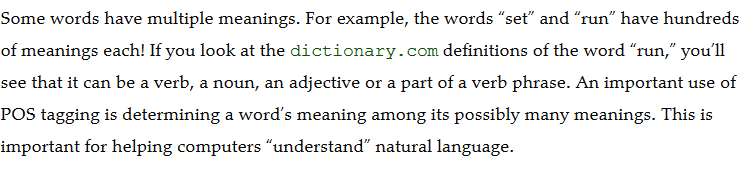 Some words have multiple meanings. For example, the words “set” and “run” have hundreds
of meanings each! If you look at the dictionary.com definitions of the word “run,” you’ll
see that it can be a verb, a noun, an adjective or a part of a verb phrase. An important use of
POS tagging is determining a word’s meaning among its possibly many meanings. This is
important for helping computers “understand” natural language.